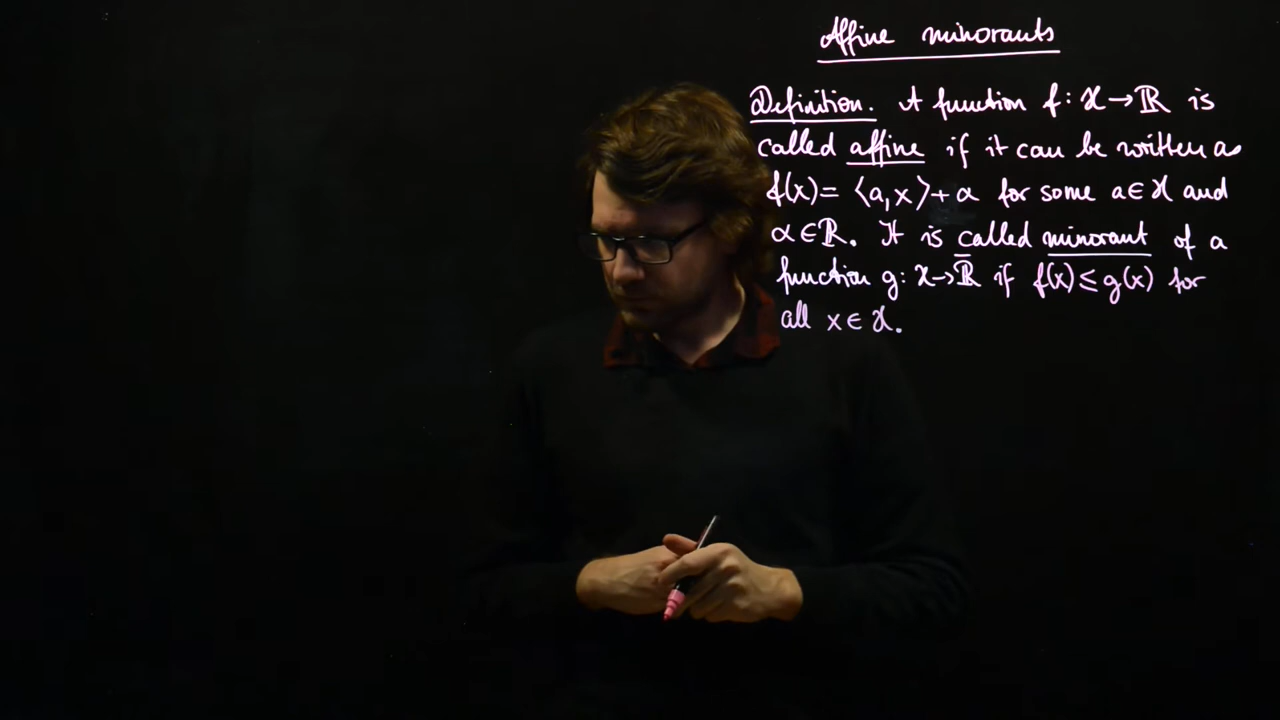 Affine minorants
Definition. A function f: X → ℝ is
called affine if it can be written as
f(x) = ⟨a, x⟩ + α for some a ∈ X and
α ∈ ℝ. It is called minorant of a
function g: X → ℝ̄ if f(x) ≤ g(x) for
all x ∈ X.